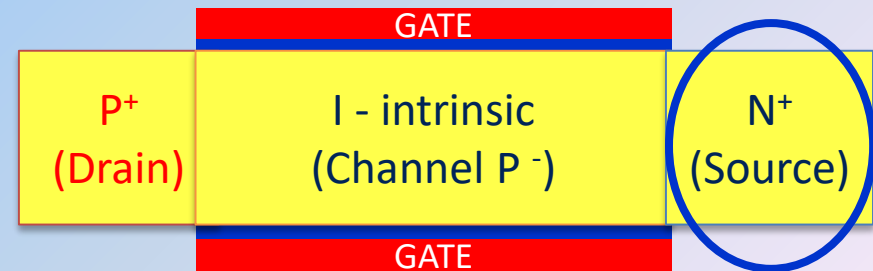 GATE
P⁺
(Drain)
I - intrinsic
(Channel P ⁻)
N⁺
(Source)
GATE